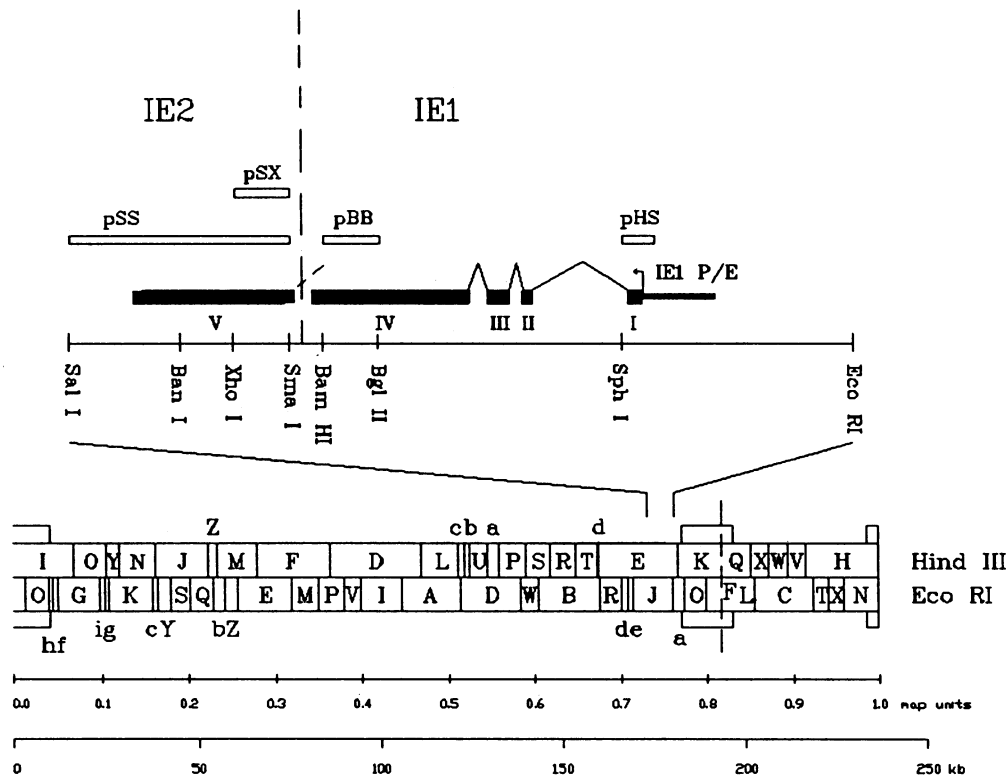 IE2 IE1
pSX
pSS pBB pHS
IE1 P/E
V IV III II I
Sal I
Ban I
Xho I
Sma I
Bam HI
Bgl II
Sph I
Eco RI
Z cb a d
I O Y N J M F D L U P S R T E K Q X W V H Hind III
O G K S Q E M P V I A D W B R J O F L C T X N Eco RI
hf ig cY bZ de a
0.0 0.1 0.2 0.3 0.4 0.5 0.6 0.7 0.8 0.9 1.0 map units
0 50 100 150 200 250 kb